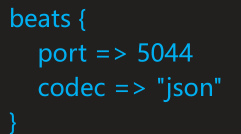 beats {
    port => 5044
    codec => "json"
}